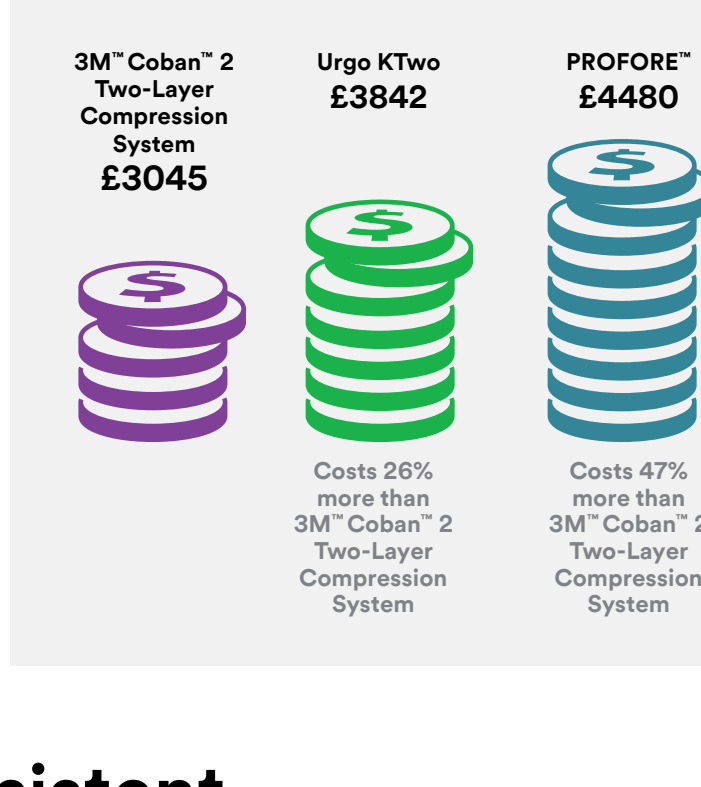 3M™ Coban™ 2
Two-Layer
Compression
System
£3045
Urgo KTwo
£3842
PROFORE™
£4480
$
$
$
Costs 26%
more than
3M™ Coban™ 2
Two-Layer
Compression
System
Costs 47%
more than
3M™ Coban™ 2
Two-Layer
Compression
System